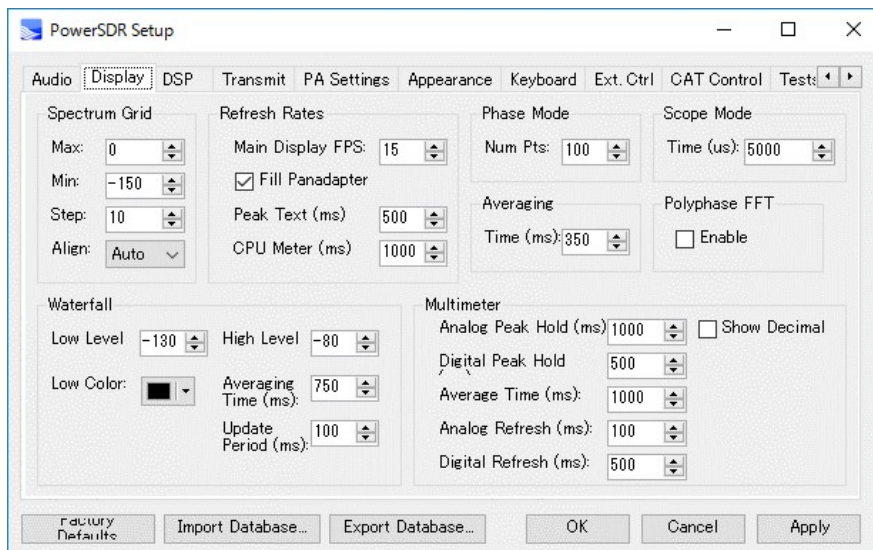 PowerSDR Setup
Audio Display DSP Transmit PA Settings Appearance Keyboard Ext. Ctrl CAT Control Tests
Spectrum Grid
Max: 0
Min: -150
Step: 10
Align: Auto
Refresh Rates
Main Display FPS: 15
Fill Panadapter
Peak Text (ms) 500
CPU Meter (ms) 1000
Phase Mode
Num Pts: 100
Scope Mode
Time (us): 5000
Averaging
Time (ms): 350
Polyphase FFT
Enable
Waterfall
Low Level -130
High Level -80
Low Color:
Averaging
Time (ms): 750
Update
Period (ms): 100
Multimeter
Analog Peak Hold (ms) 1000
Show Decimal
Digital Peak Hold 500
Average Time (ms): 1000
Analog Refresh (ms): 100
Digital Refresh (ms): 500
Factory
Defaults
Import Database...
Export Database...
OK
Cancel
Apply